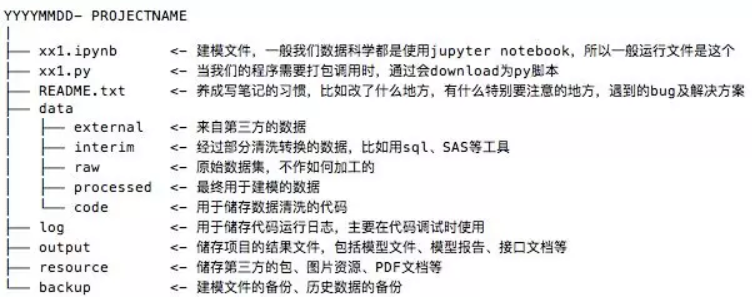 YYYYMMDD- PROJECTNAME
│
├── xx1.ipynb <- 建模文件，一般我们数据科学都是使用jupyter notebook，所以一般运行文件是这个
├── xx1.py <- 当我们的程序需要打包调用时，通过会download为py脚本
├── README.txt <- 养成写笔记的习惯，比如改了什么地方，有什么特别要注意的地方，遇到的bug及解决方案
├── data
│ ├── external <- 来自第三方的数据
│ ├── interim <- 经过部分清洗转换的数据，比如用sql、SAS等工具
│ ├── raw <- 原始数据集，不作如何加工的
│ ├── processed <- 最终用于建模的数据
│ └── code <- 用于储存数据清洗的代码
├── log <- 用于储存代码运行日志，主要在代码调试时使用
├── output <- 储存项目的结果文件，包括模型文件、模型报告、接口文档等
├── resource <- 储存第三方的包、图片资源、PDF文档等
└── backup <- 建模文件的备份、历史数据的备份